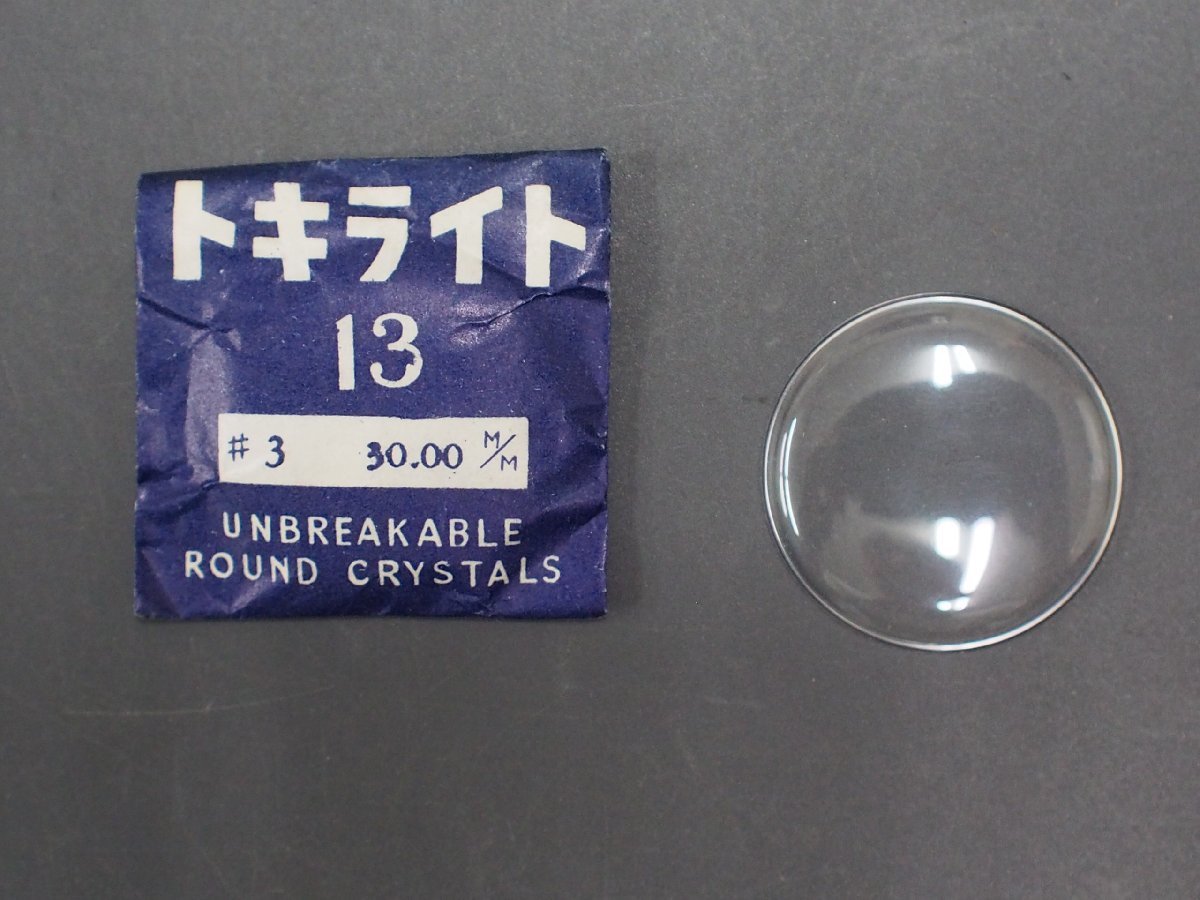 トキライト
13
# 3 30.00 M/M
UNBREAKABLE
ROUND CRYSTALS